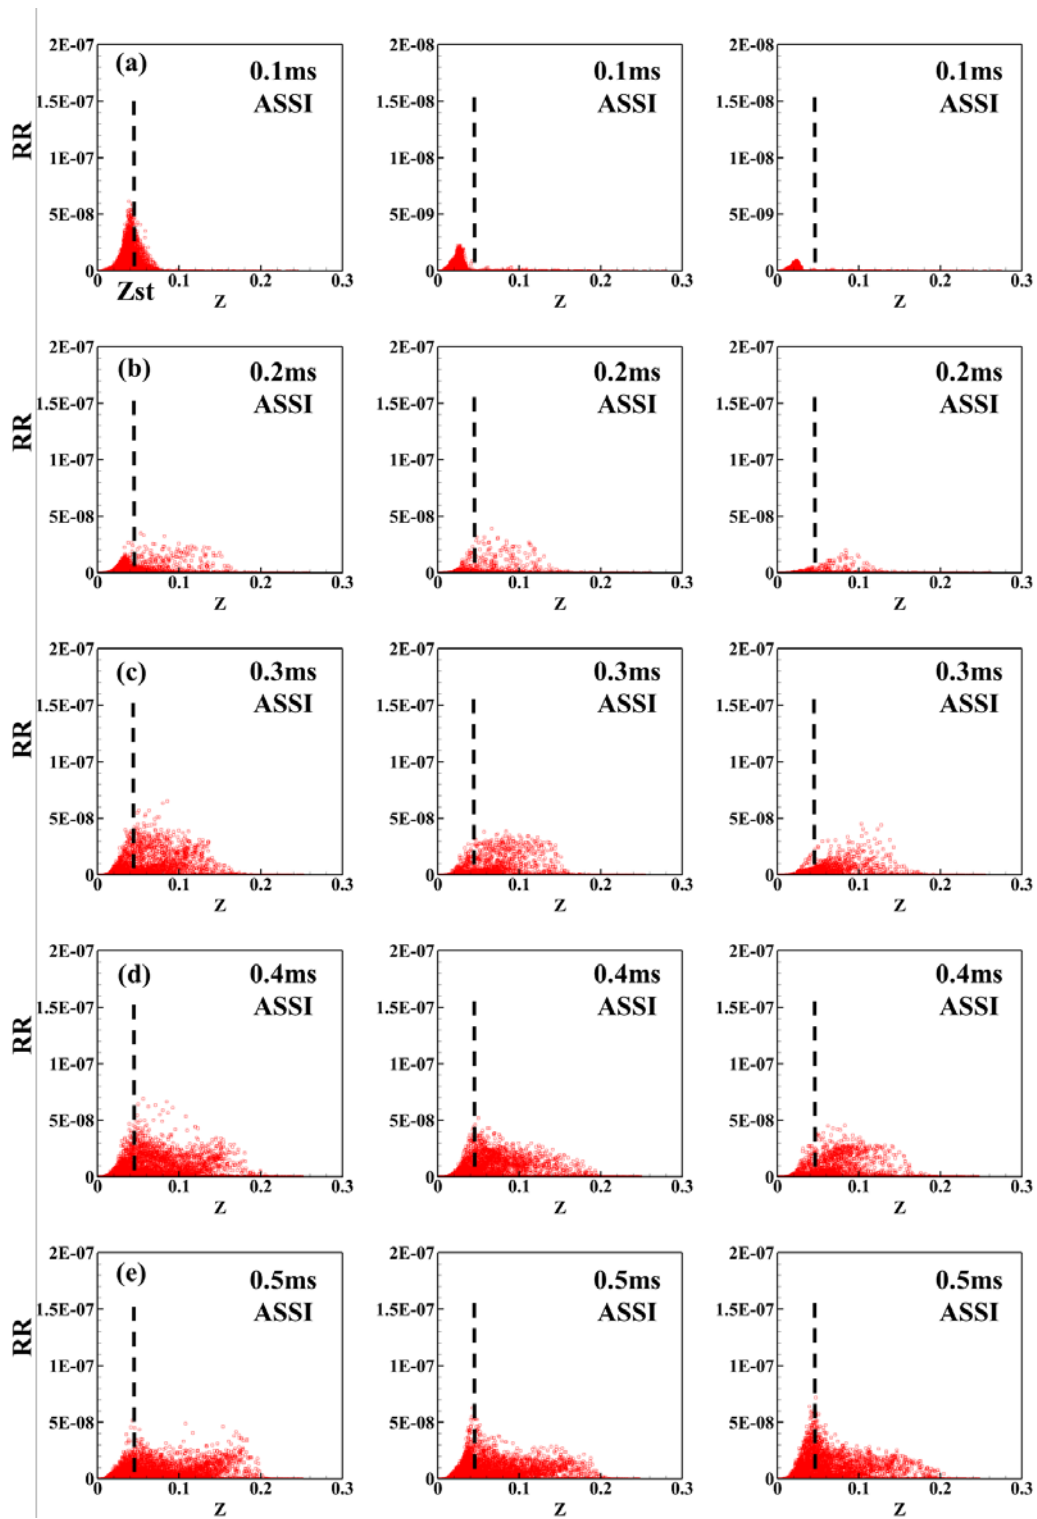 2E-07 (a) 0.1ms 2E-08 0.1ms 2E-08 0.1ms
1.5E-07 ASSI 1.5E-08 ASSI 1.5E-08 ASSI
RR 1E-07 1E-08 1E-08
5E-08 5E-09 5E-09
0 0 0
0 0.1 0.2 0.3 0 0.1 0.2 0.3 0 0.1 0.2 0.3
Zst Z Z Z
2E-07 (b) 0.2ms 2E-07 0.2ms 2E-07 0.2ms
1.5E-07 ASSI 1.5E-07 ASSI 1.5E-07 ASSI
RR 1E-07 1E-07 1E-07
5E-08 5E-08 5E-08
0 0 0
0 0.1 0.2 0.3 0 0.1 0.2 0.3 0 0.1 0.2 0.3
Z Z Z
2E-07 (c) 0.3ms 2E-07 0.3ms 2E-07 0.3ms
1.5E-07 ASSI 1.5E-07 ASSI 1.5E-07 ASSI
RR 1E-07 1E-07 1E-07
5E-08 5E-08 5E-08
0 0 0
0 0.1 0.2 0.3 0 0.1 0.2 0.3 0 0.1 0.2 0.3
Z Z Z
2E-07 (d) 0.4ms 2E-07 0.4ms 2E-07 0.4ms
1.5E-07 ASSI 1.5E-07 ASSI 1.5E-07 ASSI
RR 1E-07 1E-07 1E-07
5E-08 5E-08 5E-08
0 0 0
0 0.1 0.2 0.3 0 0.1 0.2 0.3 0 0.1 0.2 0.3
Z Z Z
2E-07 (e) 0.5ms 2E-07 0.5ms 2E-07 0.5ms
1.5E-07 ASSI 1.5E-07 ASSI 1.5E-07 ASSI
RR 1E-07 1E-07 1E-07
5E-08 5E-08 5E-08
0 0 0
0 0.1 0.2 0.3 0 0.1 0.2 0.3 0 0.1 0.2 0.3
Z Z Z